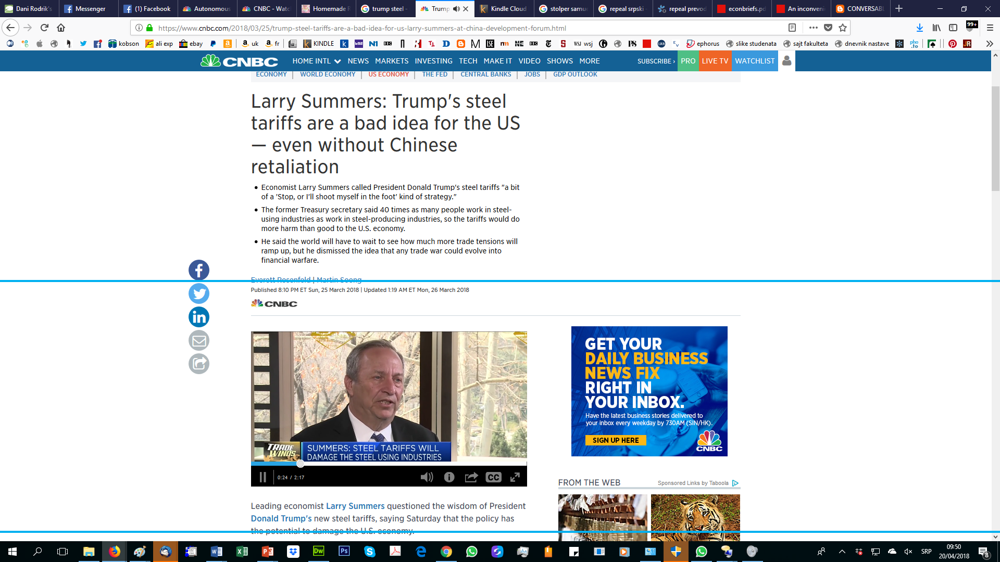 Dani Rodrik's
Messenger
(1) Facebook
Autonomous
CNBC - Watc
Homemade R
trump steel -
Trump
Kindle Cloud
stolper samue
repeal srpski -
repeal prevod
econbriefs.pd
An inconveni
CONVERSABL
https://www.cnbc.com/2018/03/25/trump-steel-tariffs-are-a-bad-idea-for-us-larry-summers-at-china-development-forum.html
99+
kobson
ali exp
ebay
uk
fr
KINDLE
wsj
ephorus
slike studenata
sajt fakulteta
dnevnik nastave
CNBC
HOME INTL
NEWS
MARKETS
INVESTING
TECH
MAKE IT
VIDEO
SHOWS
MORE
SUBSCRIBE ›
PRO
LIVE TV
WATCHLIST
ECONOMY
WORLD ECONOMY
US ECONOMY
THE FED
CENTRAL BANKS
JOBS
GDP OUTLOOK
Larry Summers: Trump's steel
tariffs are a bad idea for the US
— even without Chinese
retaliation
Economist Larry Summers called President Donald Trump's steel tariffs "a bit
of a 'Stop, or I'll shoot myself in the foot' kind of strategy."
The former Treasury secretary said 40 times as many people work in steel-
using industries as work in steel-producing industries, so the tariffs would do
more harm than good to the U.S. economy.
He said the world will have to wait to see how much more trade tensions will
ramp up, but he dismissed the idea that any trade war could evolve into
financial warfare.
Everett Rosenfeld | Martin Soong
Published 8:10 PM ET Sun, 25 March 2018 | Updated 1:19 AM ET Mon, 26 March 2018
CNBC
TRADE
WINDS
SUMMERS: STEEL TARIFFS WILL
DAMAGE THE STEEL USING INDUSTRIES
0:24 / 2:17
CC
GET YOUR
DAILY BUSINESS
NEWS FIX
RIGHT IN
YOUR INBOX.
Have the latest business stories delivered to
your inbox every weekday by 730AM (SIN/HK).
SIGN UP HERE
CNBC
FROM THE WEB
Sponsored Links by Taboola
Leading economist Larry Summers questioned the wisdom of President
Donald Trump's new steel tariffs, saying Saturday that the policy has
the potential to damage the U.S. economy.
SRP
09:50
20/04/2018
8